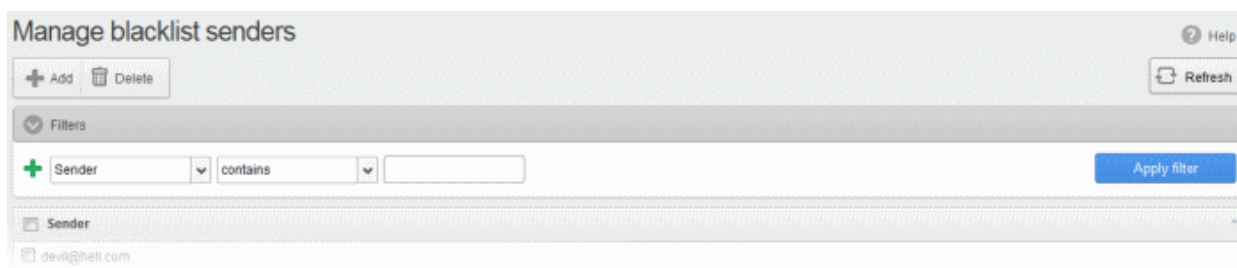 Manage blacklist senders
Help
Add Delete
Refresh
Filters
Sender contains
Apply filter
Sender
devil@hell.com